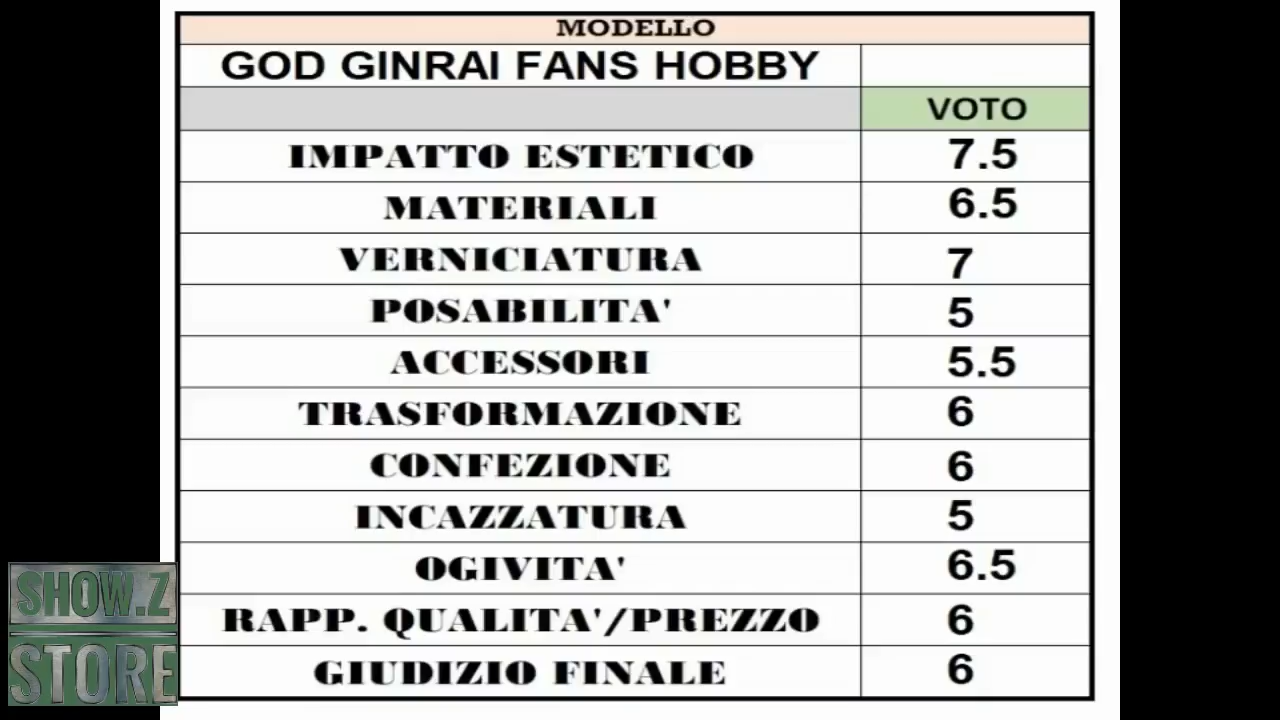 MODELLO
GOD GINRAI FANS HOBBY
VOTO
IMPATTO ESTETICO 7.5
MATERIALI 6.5
VERNICIATURA 7
POSABILITA' 5
ACCESSORI 5.5
TRASFORMAZIONE 6
CONFEZIONE 6
INCAZZATURA 5
OGIVITA' 6.5
RAPP. QUALITA'/PREZZO 6
GIUDIZIO FINALE 6
SHOW.Z
STORE